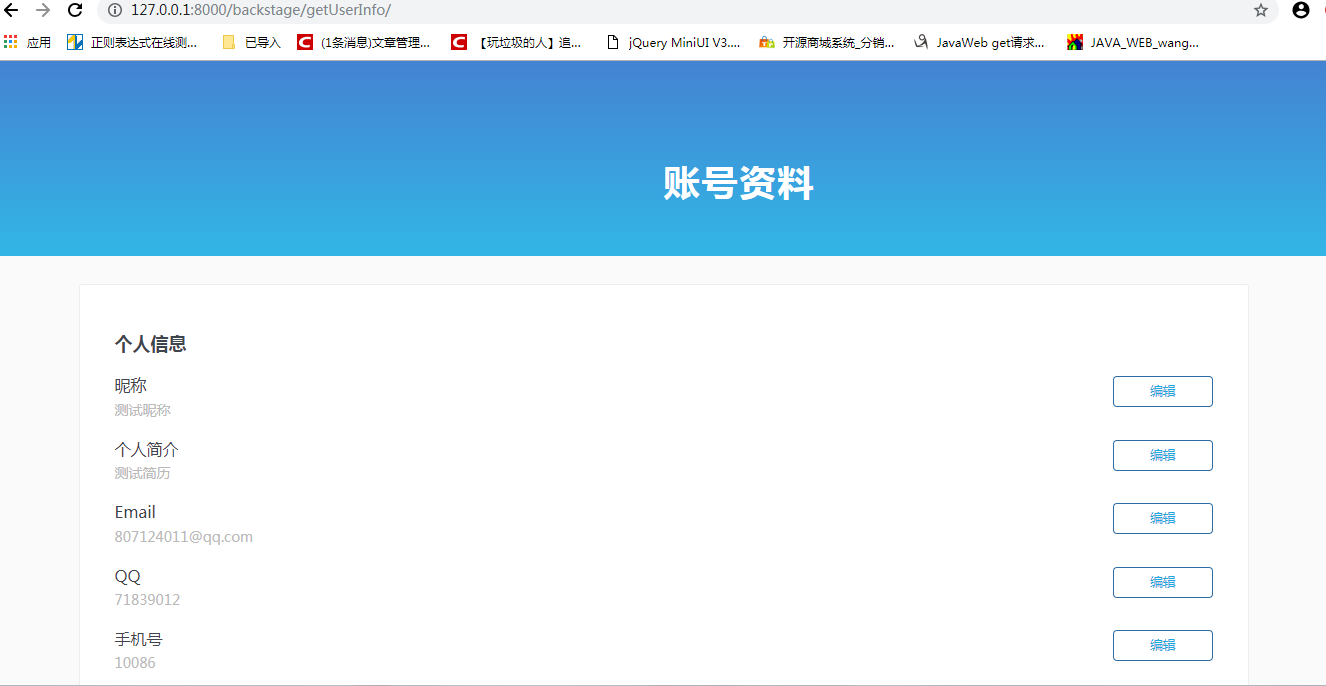 127.0.0.1:8000/backstage/getUserInfo/
应用 正则表达式在线测... 已导入 (1条消息)文章管理... 【玩垃圾的人】追... jQuery MiniUI V3.... 开源商城系统_分销... JavaWeb get请求... JAVA_WEB_wang...
账号资料
个人信息
昵称
测试昵称
编辑
个人简介
测试简历
编辑
Email
807124011@qq.com
编辑
QQ
71839012
编辑
手机号
10086
编辑